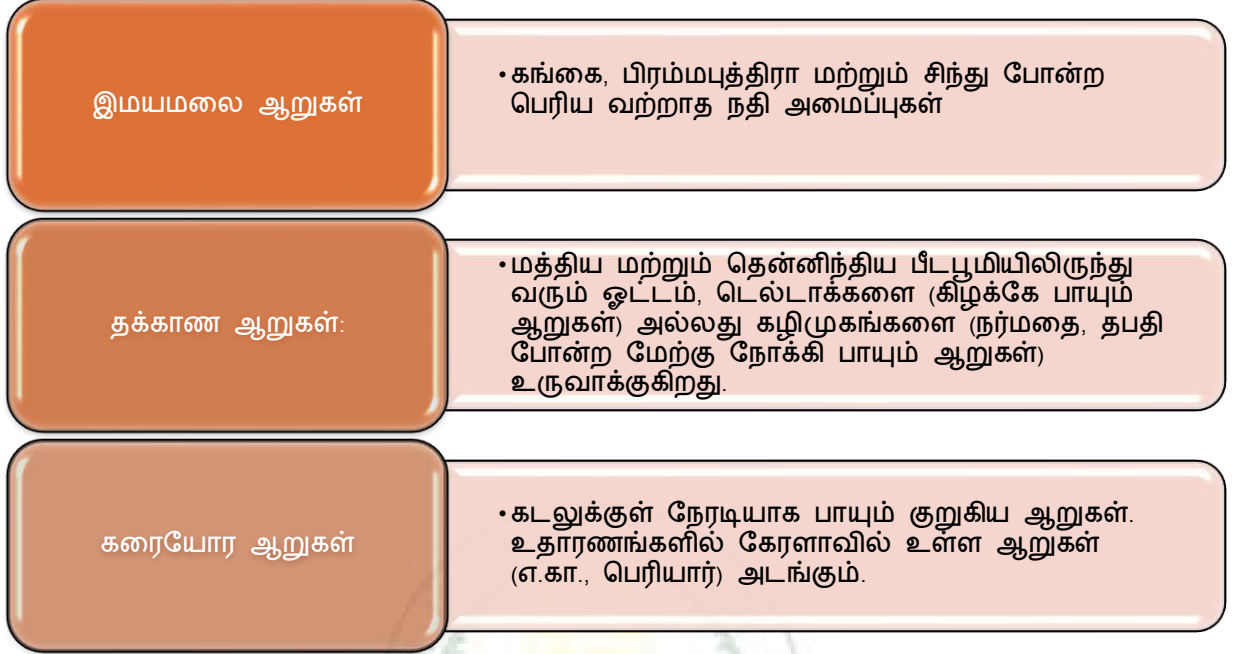 இமயமலை ஆறுகள்
•கங்கை, பிரம்மபுத்திரா மற்றும் சிந்து போன்ற
பெரிய வற்றாத நதி அமைப்புகள்
தக்காண ஆறுகள்:
•மத்திய மற்றும் தென்னிந்திய பீடபூமியிலிருந்து
வரும் ஓட்டம், டெல்டாக்களை (கிழக்கே பாயும்
ஆறுகள்) அல்லது கழிமுகங்களை (நர்மதை, தபதி
போன்ற மேற்கு நோக்கி பாயும் ஆறுகள்)
உருவாக்குகிறது.
கரையோர ஆறுகள்
•கடலுக்குள் நேரடியாக பாயும் குறுகிய ஆறுகள்.
உதாரணங்களில் கேரளாவில் உள்ள ஆறுகள்
(எ.கா., பெரியார்) அடங்கும்.